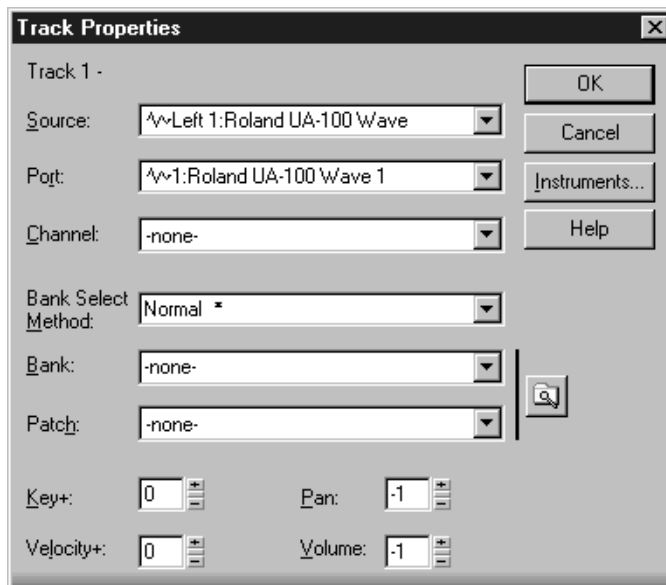 Track Properties
Track 1 -
OK
Source: Left 1:Roland UA-100 Wave
Cancel
Port: 1:Roland UA-100 Wave 1
Instruments...
Channel: -none-
Help
Bank Select Method: Normal *
Bank: -none-
Patch: -none-
Key+: 0 Pan: -1
Velocity+: 0 Volume: -1